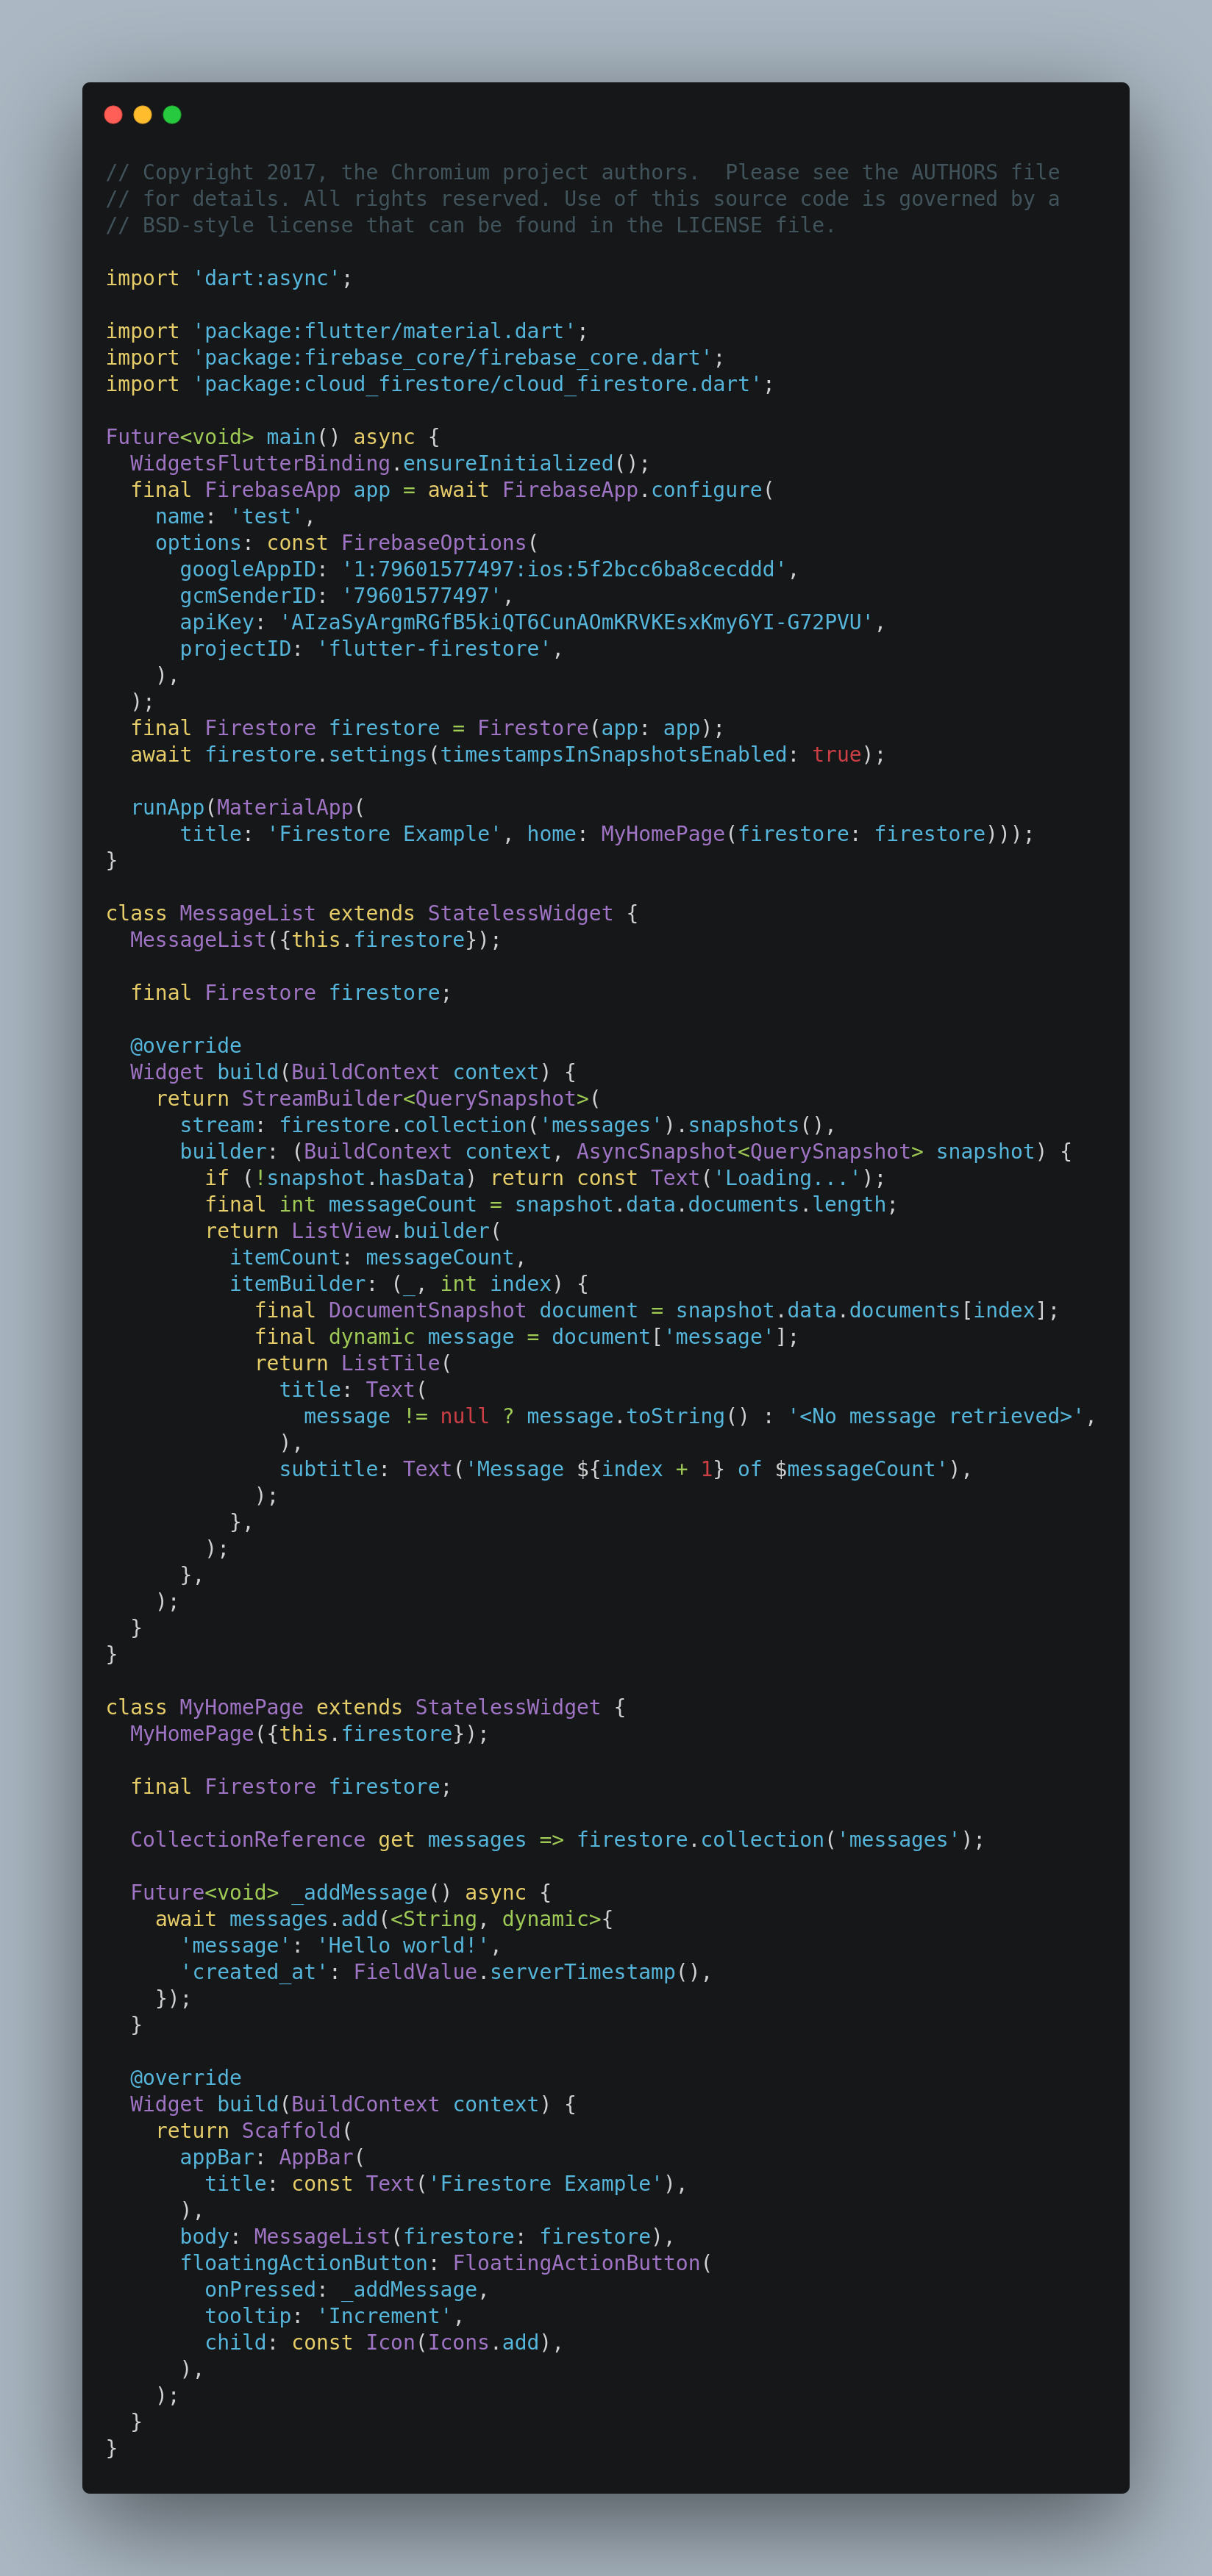 // Copyright 2017, the Chromium project authors.  Please see the AUTHORS file
// for details. All rights reserved. Use of this source code is governed by a
// BSD-style license that can be found in the LICENSE file.

import 'dart:async';

import 'package:flutter/material.dart';
import 'package:firebase_core/firebase_core.dart';
import 'package:cloud_firestore/cloud_firestore.dart';

Future<void> main() async {
  WidgetsFlutterBinding.ensureInitialized();
  final FirebaseApp app = await FirebaseApp.configure(
    name: 'test',
    options: const FirebaseOptions(
      googleAppID: '1:79601577497:ios:5f2bcc6ba8cecddd',
      gcmSenderID: '79601577497',
      apiKey: 'AIzaSyArgmRGfB5kiQT6CunAOmKRVKEsxKmy6YI-G72PVU',
      projectID: 'flutter-firestore',
    ),
  );
  final Firestore firestore = Firestore(app: app);
  await firestore.settings(timestampsInSnapshotsEnabled: true);

  runApp(MaterialApp(
      title: 'Firestore Example', home: MyHomePage(firestore: firestore)));
}

class MessageList extends StatelessWidget {
  MessageList({this.firestore});

  final Firestore firestore;

  @override
  Widget build(BuildContext context) {
    return StreamBuilder<QuerySnapshot>(
      stream: firestore.collection('messages').snapshots(),
      builder: (BuildContext context, AsyncSnapshot<QuerySnapshot> snapshot) {
        if (!snapshot.hasData) return const Text('Loading...');
        final int messageCount = snapshot.data.documents.length;
        return ListView.builder(
          itemCount: messageCount,
          itemBuilder: (_, int index) {
            final DocumentSnapshot document = snapshot.data.documents[index];
            final dynamic message = document['message'];
            return ListTile(
              title: Text(
                message != null ? message.toString() : '<No message retrieved>',
              ),
              subtitle: Text('Message ${index + 1} of $messageCount'),
            );
          },
        );
      },
    );
  }
}

class MyHomePage extends StatelessWidget {
  MyHomePage({this.firestore});

  final Firestore firestore;

  CollectionReference get messages => firestore.collection('messages');

  Future<void> _addMessage() async {
    await messages.add(<String, dynamic>{
      'message': 'Hello world!',
      'created_at': FieldValue.serverTimestamp(),
    });
  }

  @override
  Widget build(BuildContext context) {
    return Scaffold(
      appBar: AppBar(
        title: const Text('Firestore Example'),
      ),
      body: MessageList(firestore: firestore),
      floatingActionButton: FloatingActionButton(
        onPressed: _addMessage,
        tooltip: 'Increment',
        child: const Icon(Icons.add),
      ),
    );
  }
}